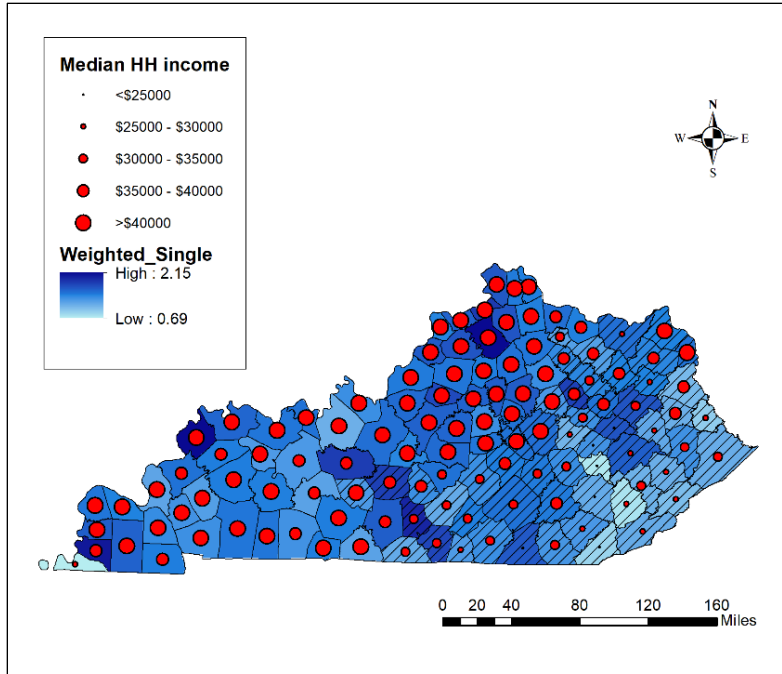 Median HH income
<$25000
$25000 - $30000
$30000 - $35000
$35000 - $40000
>$40000
Weighted_Single
High : 2.15
Low : 0.69
N
W E
S
0 10 20 40 80 120 160
Miles